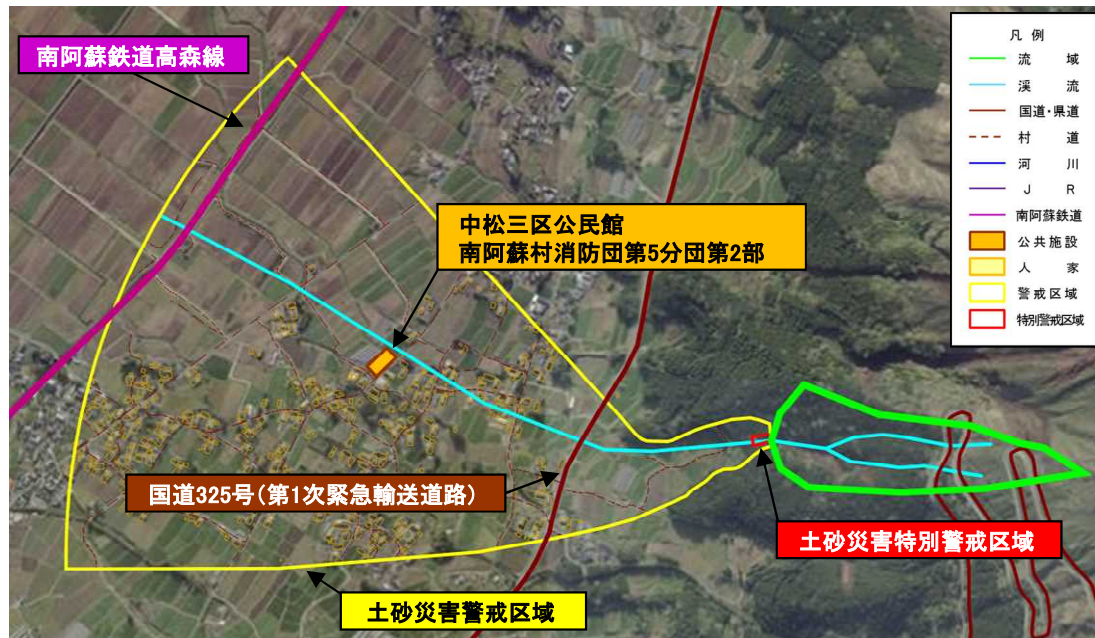 南阿蘇鉄道高森線
中松三区公民館
南阿蘇村消防団第5分団第2部
国道325号(第1次緊急輸送道路)
土砂災害特別警戒区域
土砂災害警戒区域
凡 例
流 域
渓 流
国道・県道
村 道
河 川
J R
南阿蘇鉄道
公共施設
人 家
警戒区域
特別警戒区域